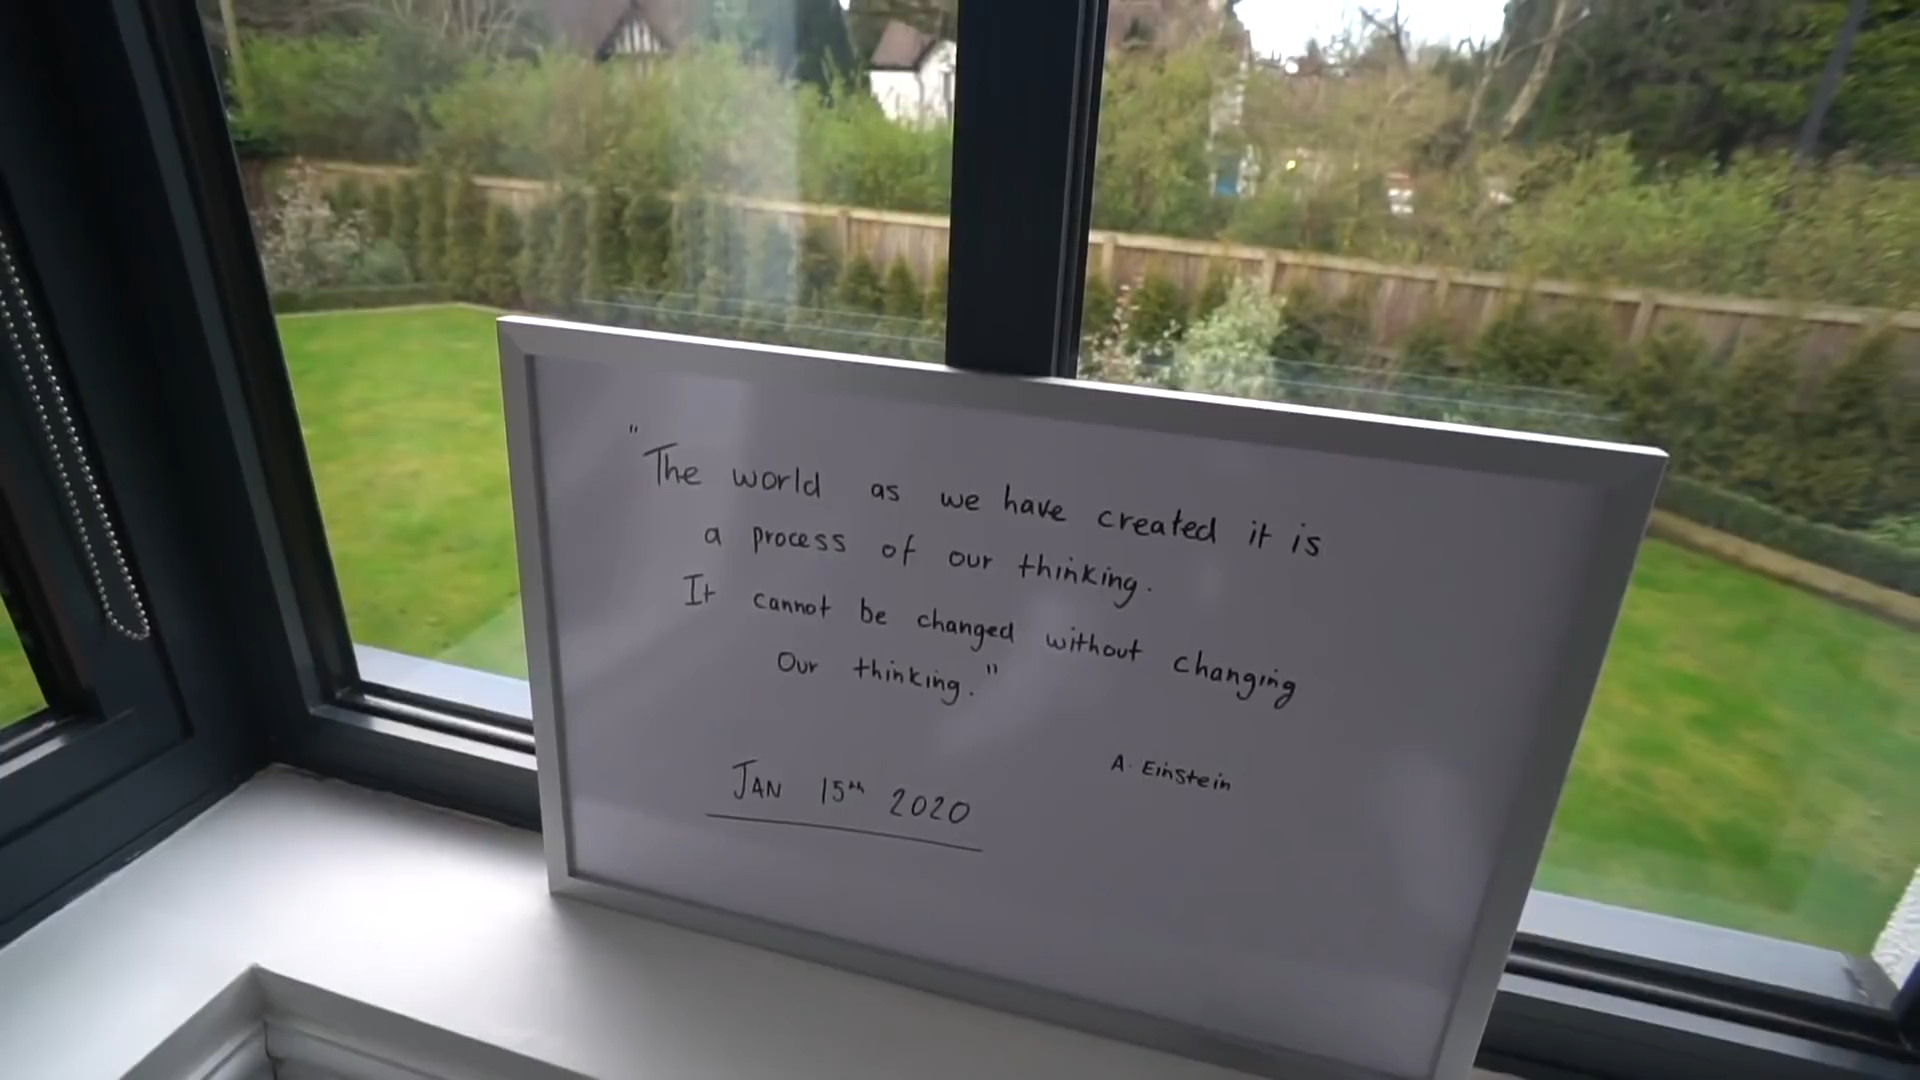 "The world as we have created it is
a process of our thinking.
It cannot be changed without changing
Our thinking."
A. Einstein
JAN 15th 2020